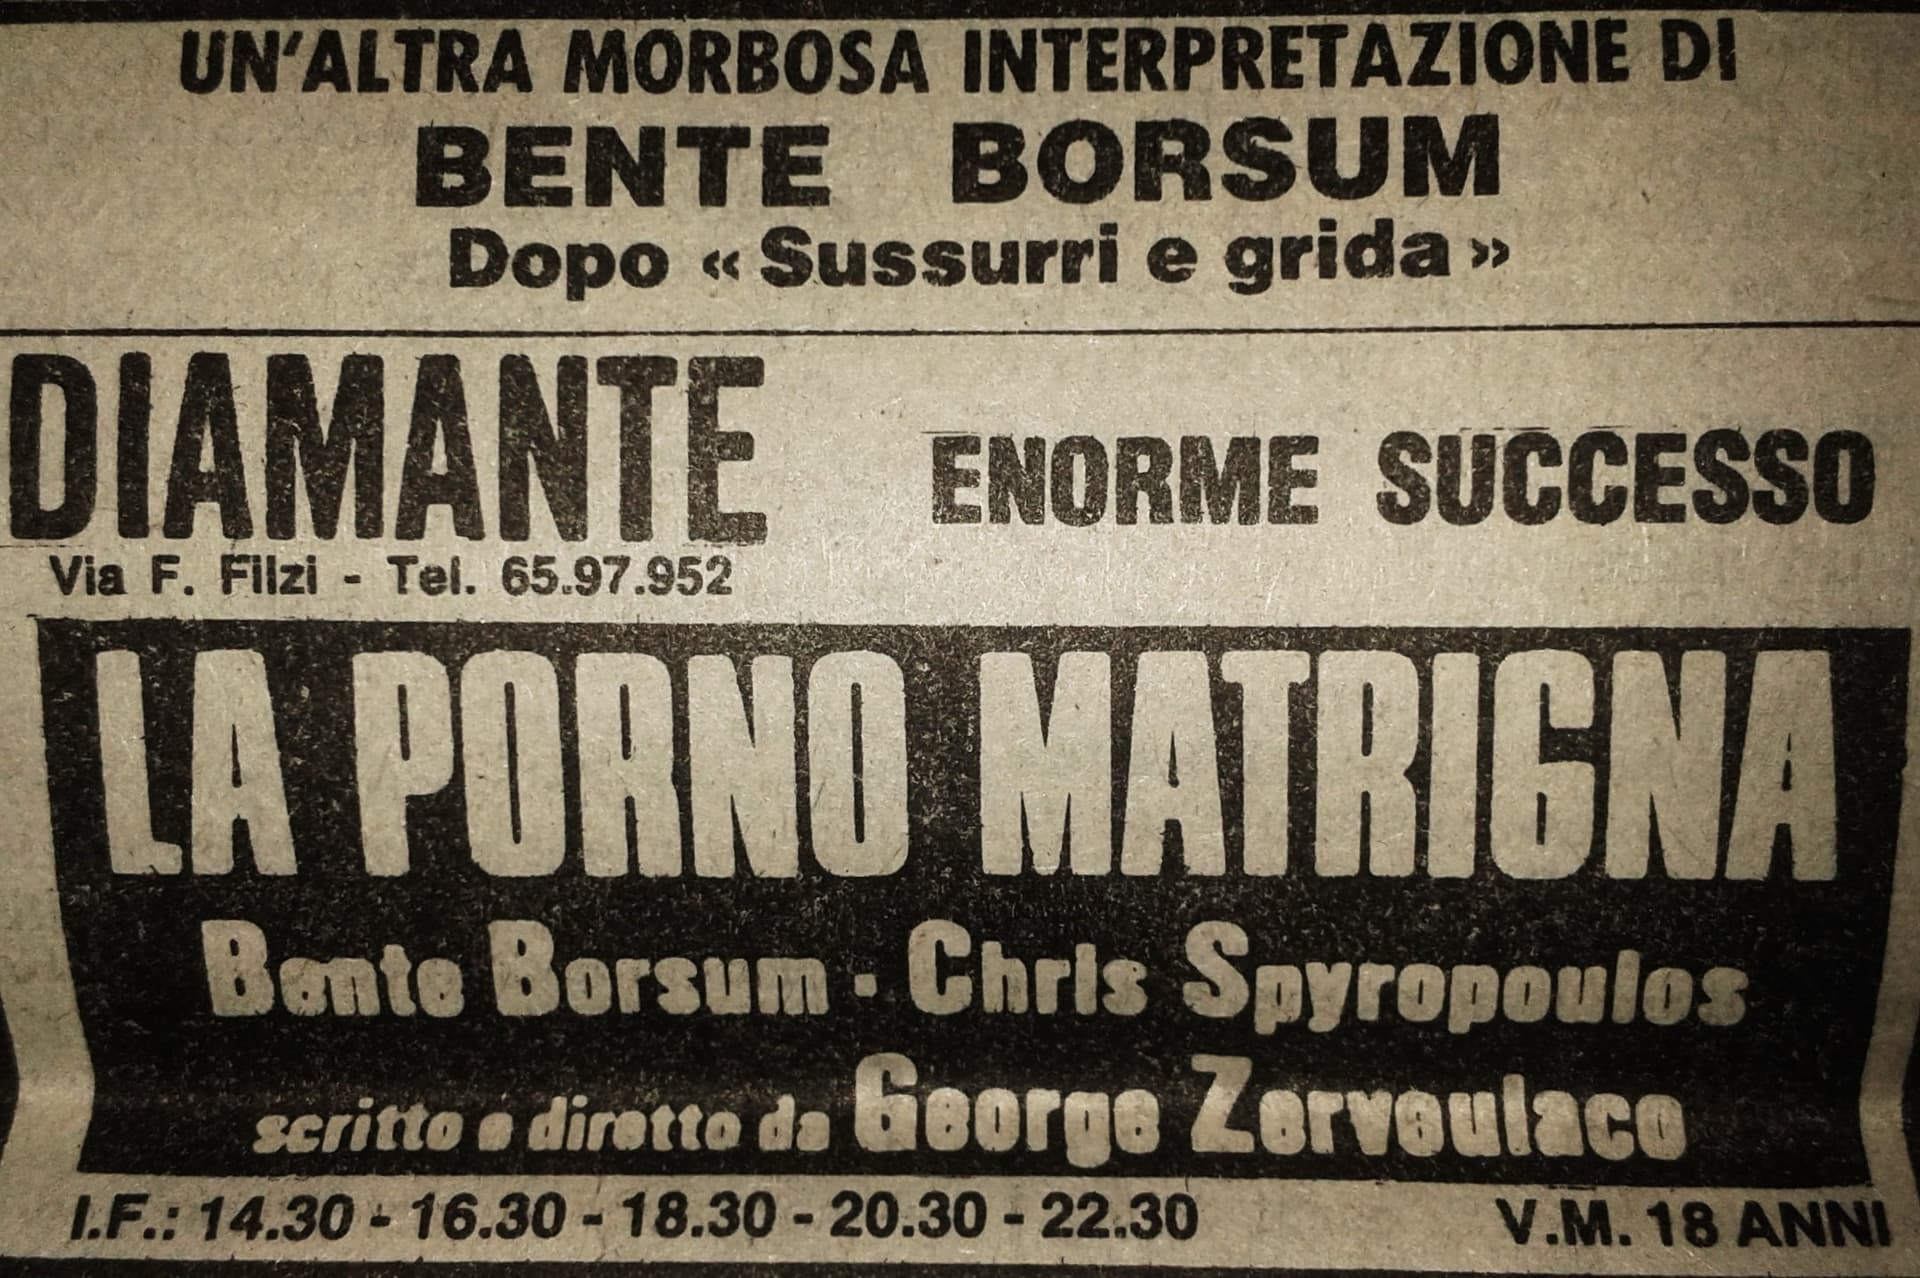 UN'ALTRA MORBOSA INTERPRETAZIONE DI
BENTE BORSUM
Dopo « Sussurri e grida »
DIAMANTE
ENORME SUCCESSO
Via F. Filzi - Tel. 65.97.952
LA PORNO MATRIGNA
Bente Borsum · Chris Spyropoulos
scritto e diretto da George Zervoulaco
I.F.: 14.30 - 16.30 - 18.30 - 20.30 - 22.30
V.M. 18 ANNI